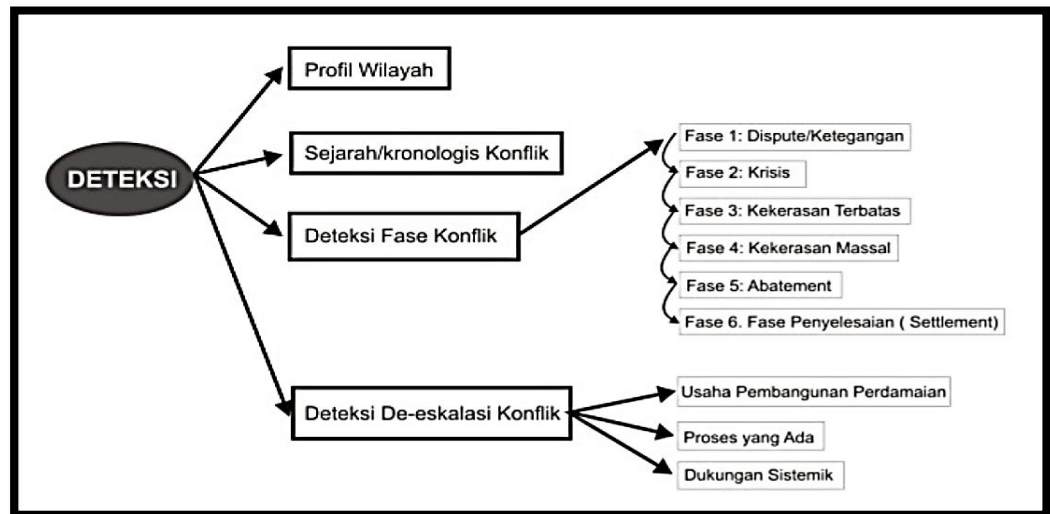 DETEKSI
Profil Wilayah
Sejarah/kronologis Konflik
Deteksi Fase Konflik
Fase 1: Dispute/Ketegangan
Fase 2: Krisis
Fase 3: Kekerasan Terbatas
Fase 4: Kekerasan Massal
Fase 5: Abatement
Fase 6. Fase Penyelesaian ( Settlement)
Deteksi De-eskalasi Konflik
Usaha Pembangunan Perdamaian
Proses yang Ada
Dukungan Sistemik